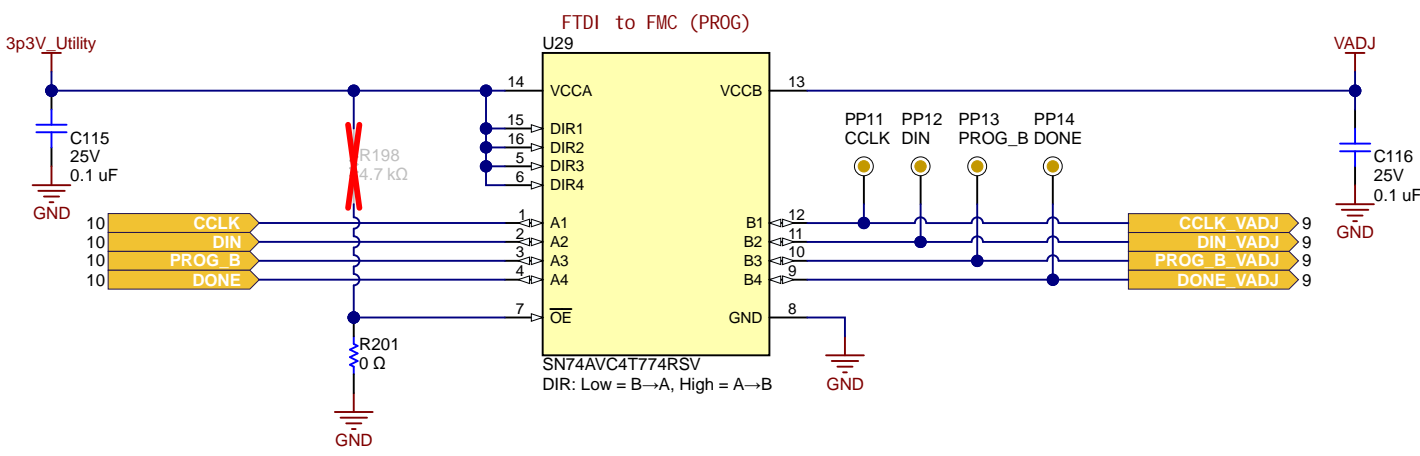 FTDI to FMC (PROG)
3p3V_Utility
U29
VADJ
14
VCCA
VCCB
13
15
DIR1
16
DIR2
5
DIR3
6
DIR4
PP11
CCLK
PP12
DIN
PP13
PROG_B
PP14
DONE
C115
25V
0.1 uF
GND
R198
4.7 kΩ
C116
25V
0.1 uF
GND
10
CCLK
1
A1
B1
12
CCLK_VADJ
9
10
DIN
2
A2
B2
11
DIN_VADJ
9
10
PROG_B
3
A3
B3
10
PROG_B_VADJ
9
10
DONE
4
A4
B4
9
DONE_VADJ
9
7
OE
GND
8
R201
0 Ω
GND
SN74AVC4T774RSV
DIR: Low = B→A, High = A→B
GND